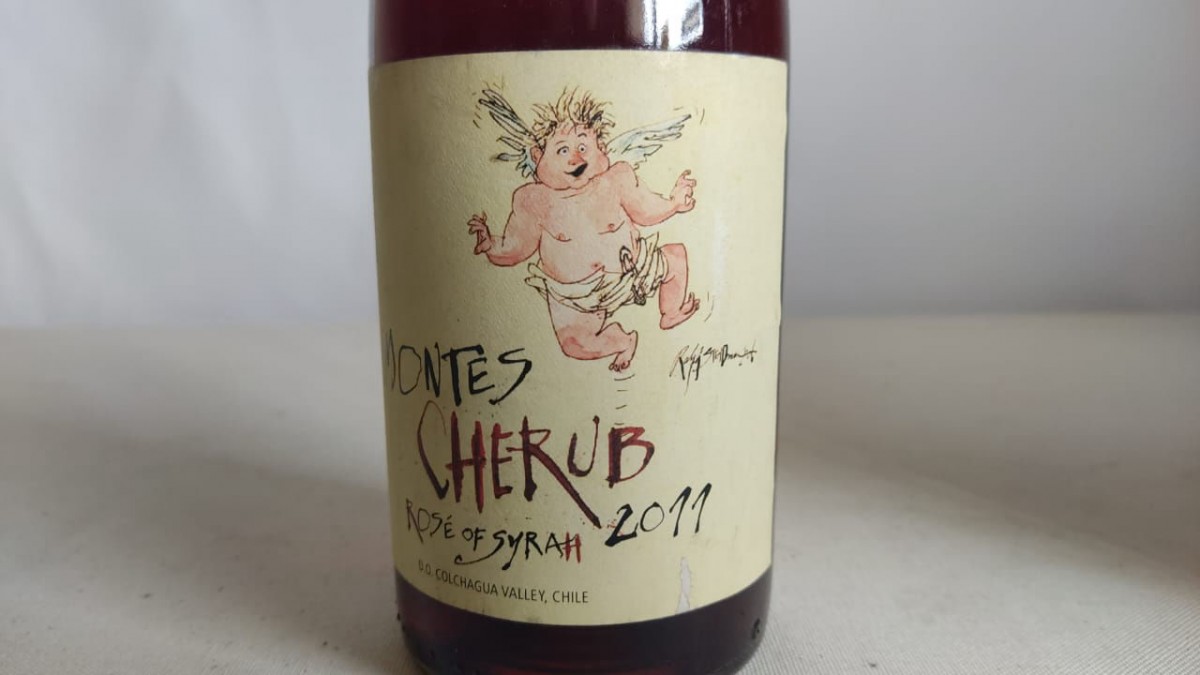 MONTES
CHERUB
ROSÉ OF SYRAH 2011
D.O. COLCHAGUA VALLEY, CHILE